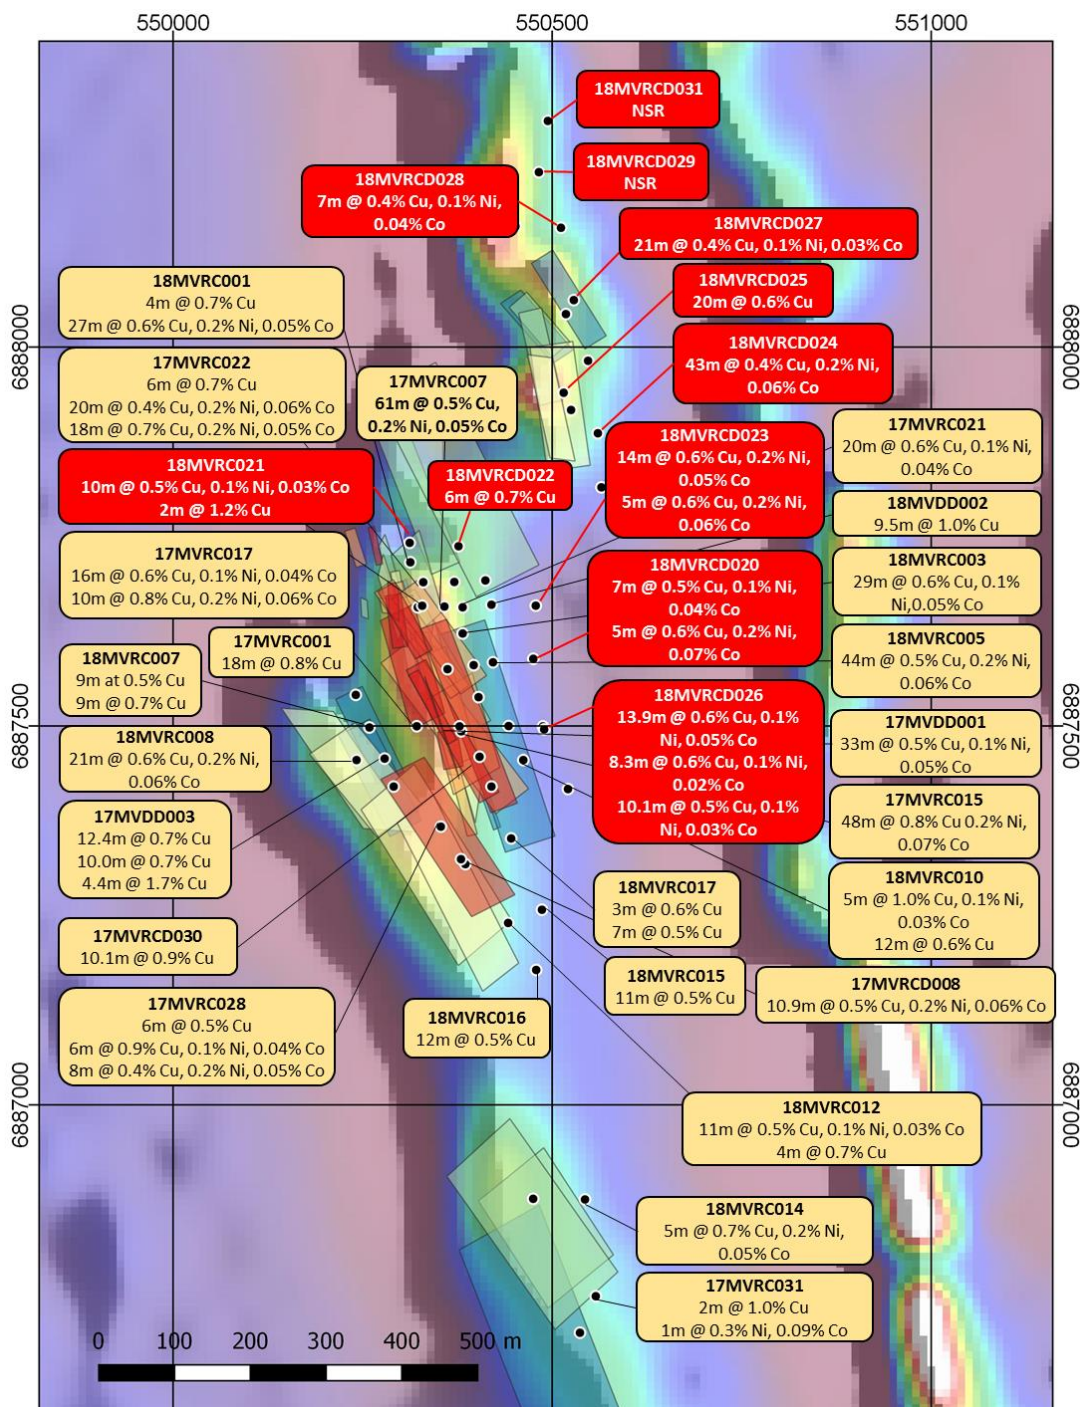 550000
550500
551000
18MVRCD031
NSR
18MVRCD029
NSR
18MVRCD028
7m @ 0.4% Cu, 0.1% Ni,
0.04% Co
18MVRCD027
21m @ 0.4% Cu, 0.1% Ni, 0.03% Co
18MVRCD025
20m @ 0.6% Cu
18MVRC001
4m @ 0.7% Cu
27m @ 0.6% Cu, 0.2% Ni, 0.05% Co
6888000
6888000
18MVRCD024
43m @ 0.4% Cu, 0.2% Ni,
0.06% Co
17MVRC022
6m @ 0.7% Cu
20m @ 0.4% Cu, 0.2% Ni, 0.06% Co
18m @ 0.7% Cu, 0.2% Ni, 0.05% Co
17MVRC007
61m @ 0.5% Cu,
0.2% Ni, 0.05% Co
17MVRC021
20m @ 0.6% Cu, 0.1% Ni,
0.04% Co
18MVRCD023
14m @ 0.6% Cu, 0.2% Ni,
0.05% Co
5m @ 0.6% Cu, 0.2% Ni,
0.06% Co
18MVRC021
10m @ 0.5% Cu, 0.1% Ni, 0.03% Co
2m @ 1.2% Cu
18MVRCD022
6m @ 0.7% Cu
18MVDD002
9.5m @ 1.0% Cu
17MVRC017
16m @ 0.6% Cu, 0.1% Ni, 0.04% Co
10m @ 0.8% Cu, 0.2% Ni, 0.06% Co
18MVRCD020
7m @ 0.5% Cu, 0.1% Ni,
0.04% Co
5m @ 0.6% Cu, 0.2% Ni,
0.07% Co
18MVRC003
29m @ 0.6% Cu, 0.1%
Ni,0.05% Co
17MVRC001
18m @ 0.8% Cu
18MVRC005
44m @ 0.5% Cu, 0.2% Ni,
0.06% Co
18MVRC007
9m at 0.5% Cu
9m @ 0.7% Cu
6887500
6887500
18MVRCD026
13.9m @ 0.6% Cu, 0.1%
Ni, 0.05% Co
8.3m @ 0.6% Cu, 0.1% Ni,
0.02% Co
10.1m @ 0.5% Cu, 0.1%
Ni, 0.03% Co
17MVDD001
33m @ 0.5% Cu, 0.1% Ni,
0.05% Co
18MVRC008
21m @ 0.6% Cu, 0.2% Ni,
0.06% Co
17MVRC015
48m @ 0.8% Cu 0.2% Ni,
0.07% Co
17MVDD003
12.4m @ 0.7% Cu
10.0m @ 0.7% Cu
4.4m @ 1.7% Cu
18MVRC010
5m @ 1.0% Cu, 0.1% Ni,
0.03% Co
12m @ 0.6% Cu
18MVRC017
3m @ 0.6% Cu
7m @ 0.5% Cu
17MVRCD030
10.1m @ 0.9% Cu
18MVRC015
11m @ 0.5% Cu
17MVRCD008
10.9m @ 0.5% Cu, 0.2% Ni, 0.06% Co
17MVRC028
6m @ 0.5% Cu
6m @ 0.9% Cu, 0.1% Ni, 0.04% Co
8m @ 0.4% Cu, 0.2% Ni, 0.05% Co
18MVRC016
12m @ 0.5% Cu
6887000
6887000
18MVRC012
11m @ 0.5% Cu, 0.1% Ni, 0.03% Co
4m @ 0.7% Cu
18MVRC014
5m @ 0.7% Cu, 0.2% Ni,
0.05% Co
17MVRC031
2m @ 1.0% Cu
1m @ 0.3% Ni, 0.09% Co
0 100 200 300 400 500 m